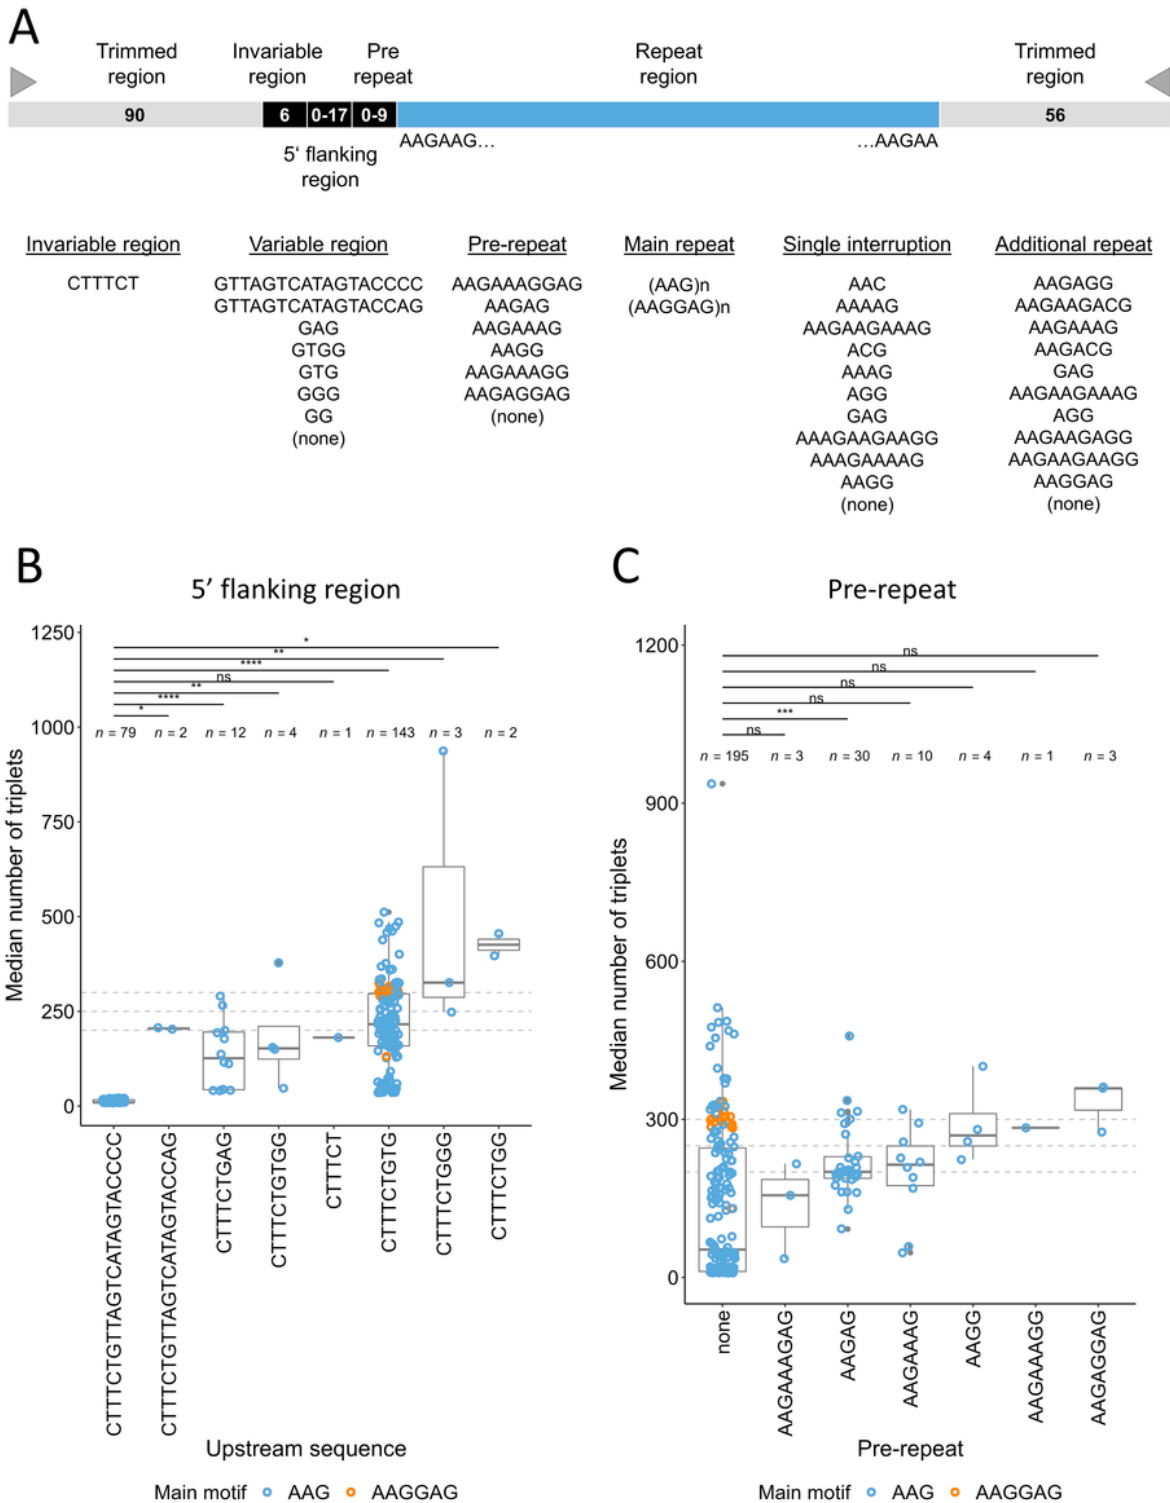 A
Trimmed region
Invariable region
Pre repeat
Repeat region
Trimmed region
90
6
0-17
0-9
56
AAGAAG...
...AAGAA
5' flanking region
Invariable region
CTTTCT
Variable region
GTTAGTCATAGTACCCC
GTTAGTCATAGTACCAG
GAG
GTGG
GTG
GGG
GG
(none)
Pre-repeat
AAGAAAGGAG
AAGAG
AAGAAAG
AAGG
AAGAAAGG
AAGAGGAG
(none)
Main repeat
(AAG)n
(AAGGAG)n
Single interruption
AAC
AAAAG
AAGAAGAAAG
ACG
AAAG
AGG
GAG
AAAGAAGAAGG
AAAGAAAAG
AAGG
(none)
Additional repeat
AAGAGG
AAGAAGACG
AAGAAAG
AAGACG
GAG
AAGAAGAAAG
AGG
AAGAAGAGG
AAGAAGAAGG
AAGGAG
(none)
B
5' flanking region
Median number of triplets
1250
1000
750
500
250
0
*
**
****
ns
**
****
*
n = 79
n = 2
n = 12
n = 4
n = 1
n = 143
n = 3
n = 2
CTTTCTGTTAGTCATAGTACCCC
CTTTCTGTTAGTCATAGTACCAG
CTTTCTGAG
CTTTCTGTGG
CTTTCT
CTTTCTGTG
CTTTCTGGG
CTTTCTGG
Upstream sequence
Main motif AAG AAGGAG
C
Pre-repeat
Median number of triplets
1200
900
600
300
0
ns
ns
ns
ns
***
ns
n = 195
n = 3
n = 30
n = 10
n = 4
n = 1
n = 3
none
AAGAAAGAG
AAGAG
AAGAAAG
AAGG
AAGAAAGG
AAGAGGAG
Pre-repeat
Main motif AAG AAGGAG